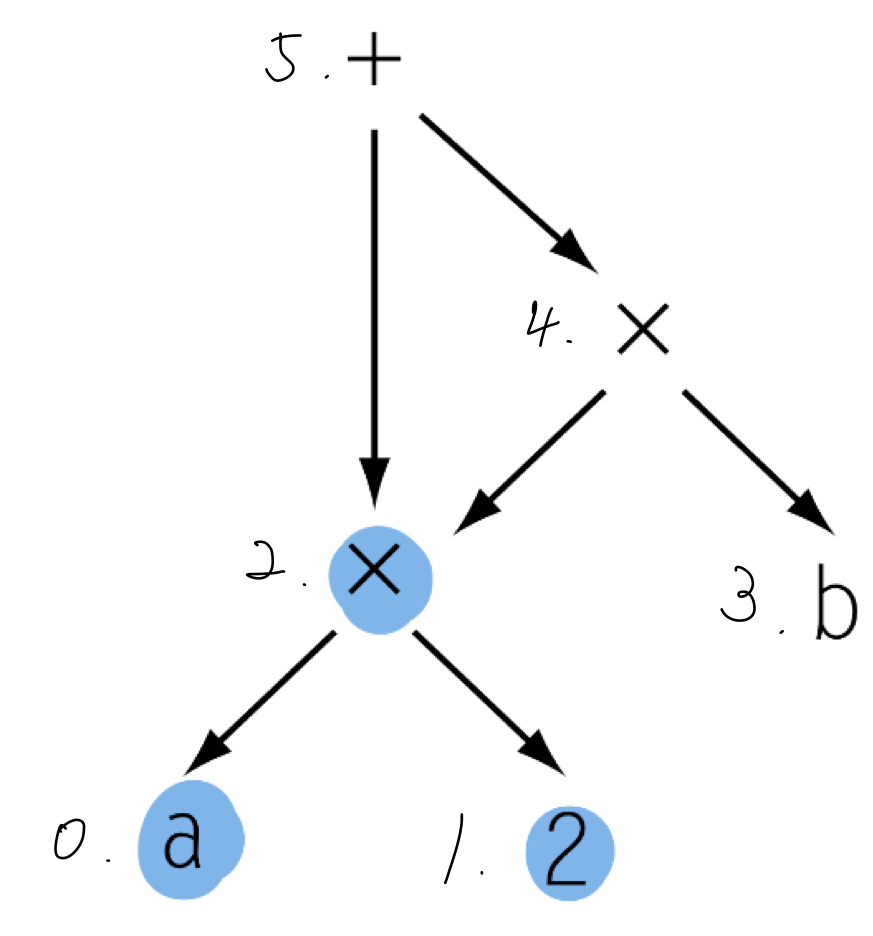 5. +
4. ×
2. ×
3. b
0. a
1. 2